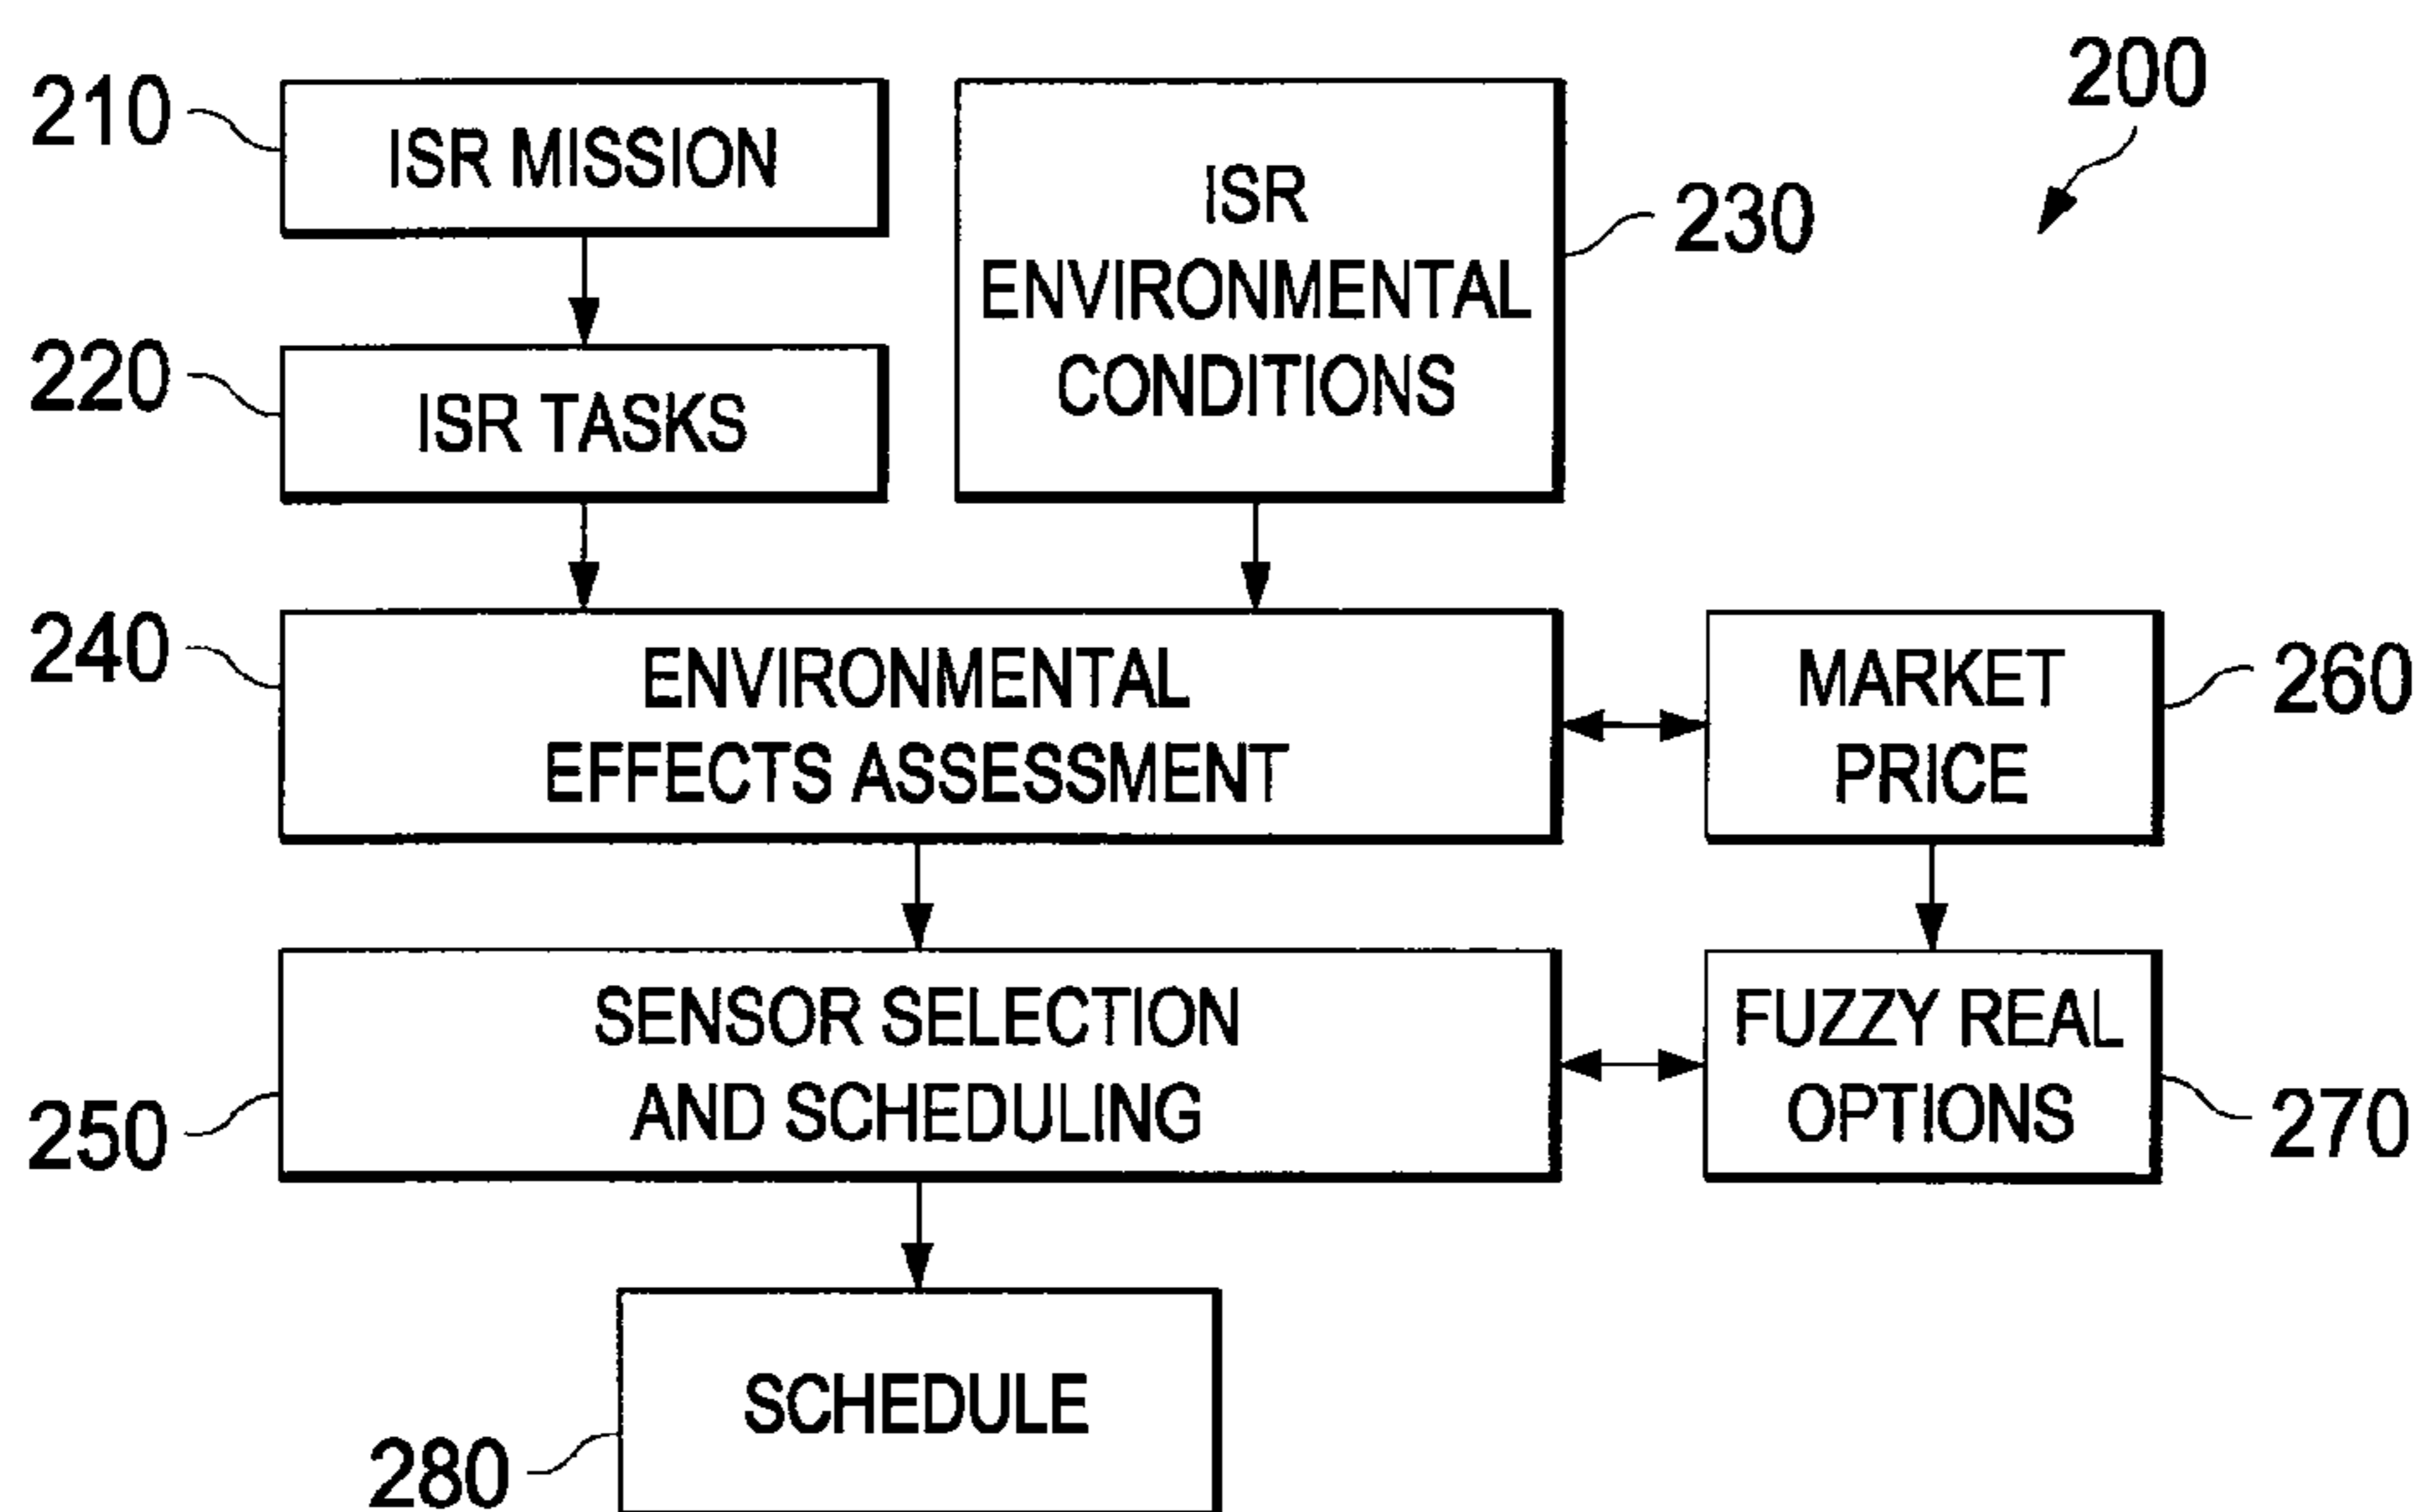 200
210
ISR MISSION
ISR
ENVIRONMENTAL
CONDITIONS
230
220
ISR TASKS
240
ENVIRONMENTAL
EFFECTS ASSESSMENT
MARKET
PRICE
260
250
SENSOR SELECTION
AND SCHEDULING
FUZZY REAL
OPTIONS
270
SCHEDULE
280